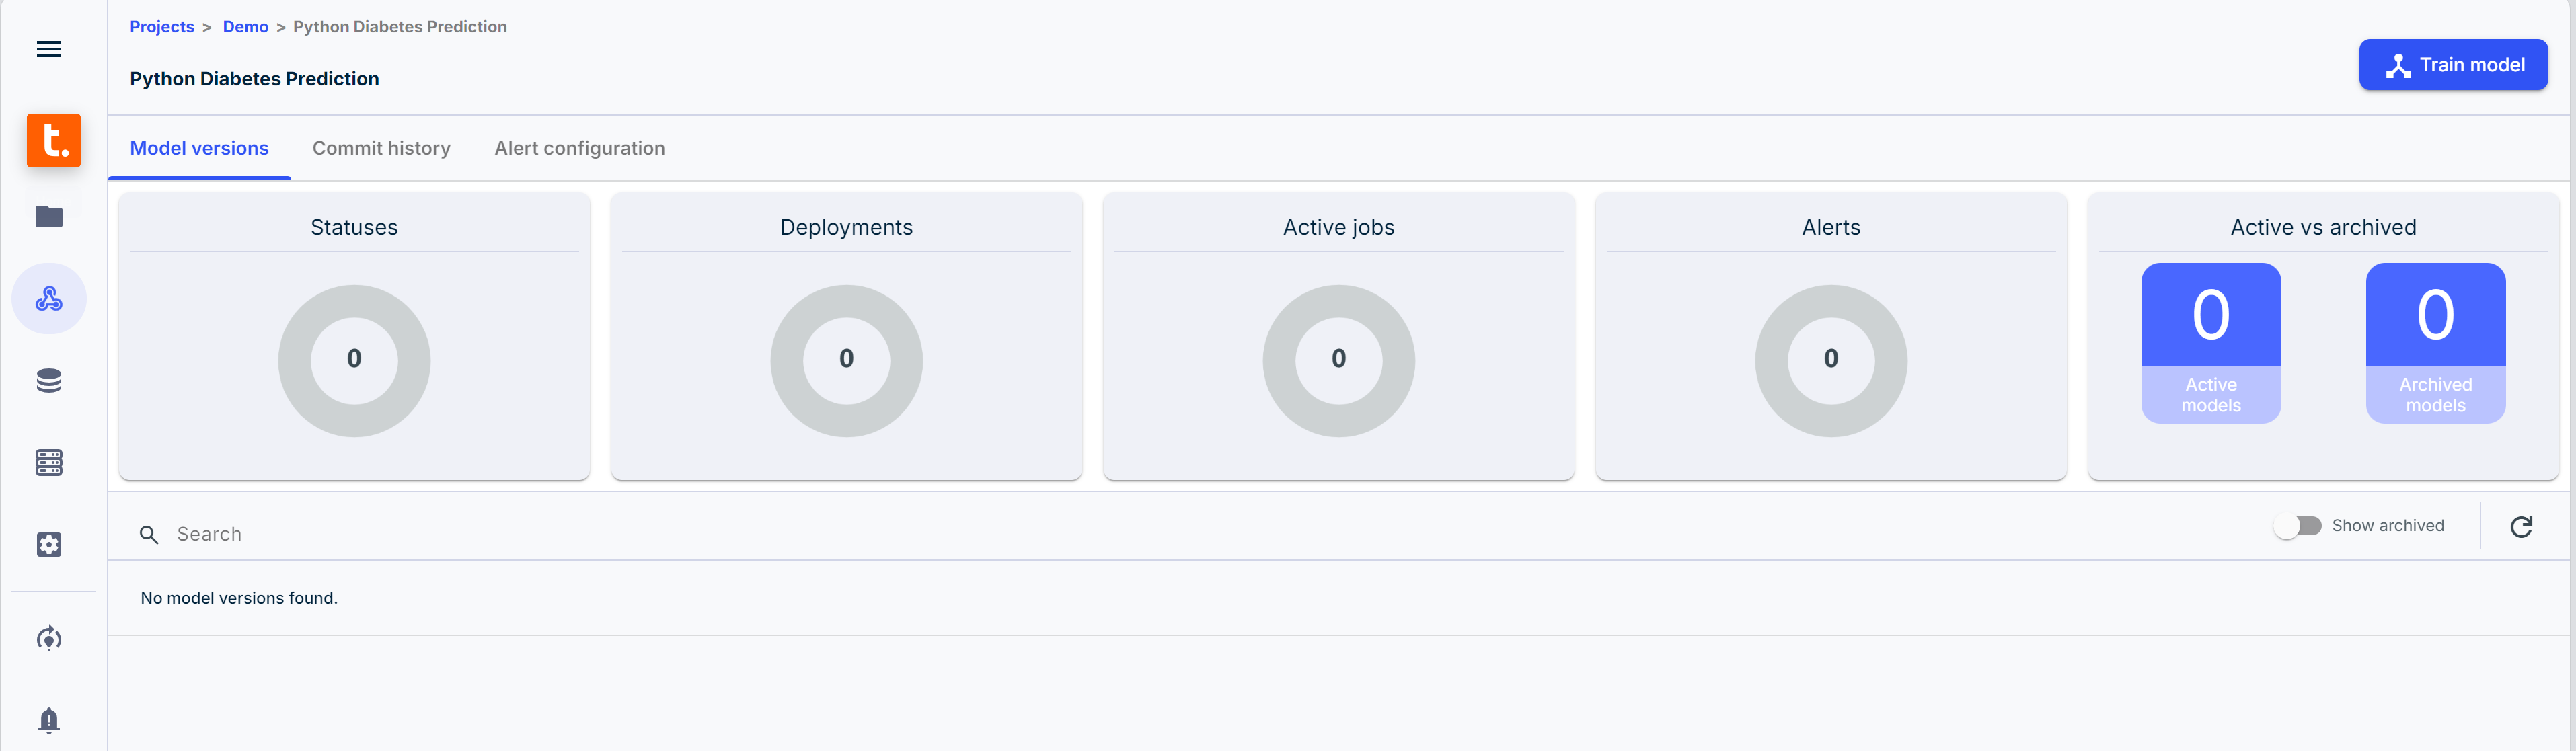 Projects > Demo > Python Diabetes Prediction
Python Diabetes Prediction
Train model
t.
Model versions
Commit history
Alert configuration
Statuses
0
Deployments
0
Active jobs
0
Alerts
0
Active vs archived
0
Active
models
0
Archived
models
Search
Show archived
No model versions found.